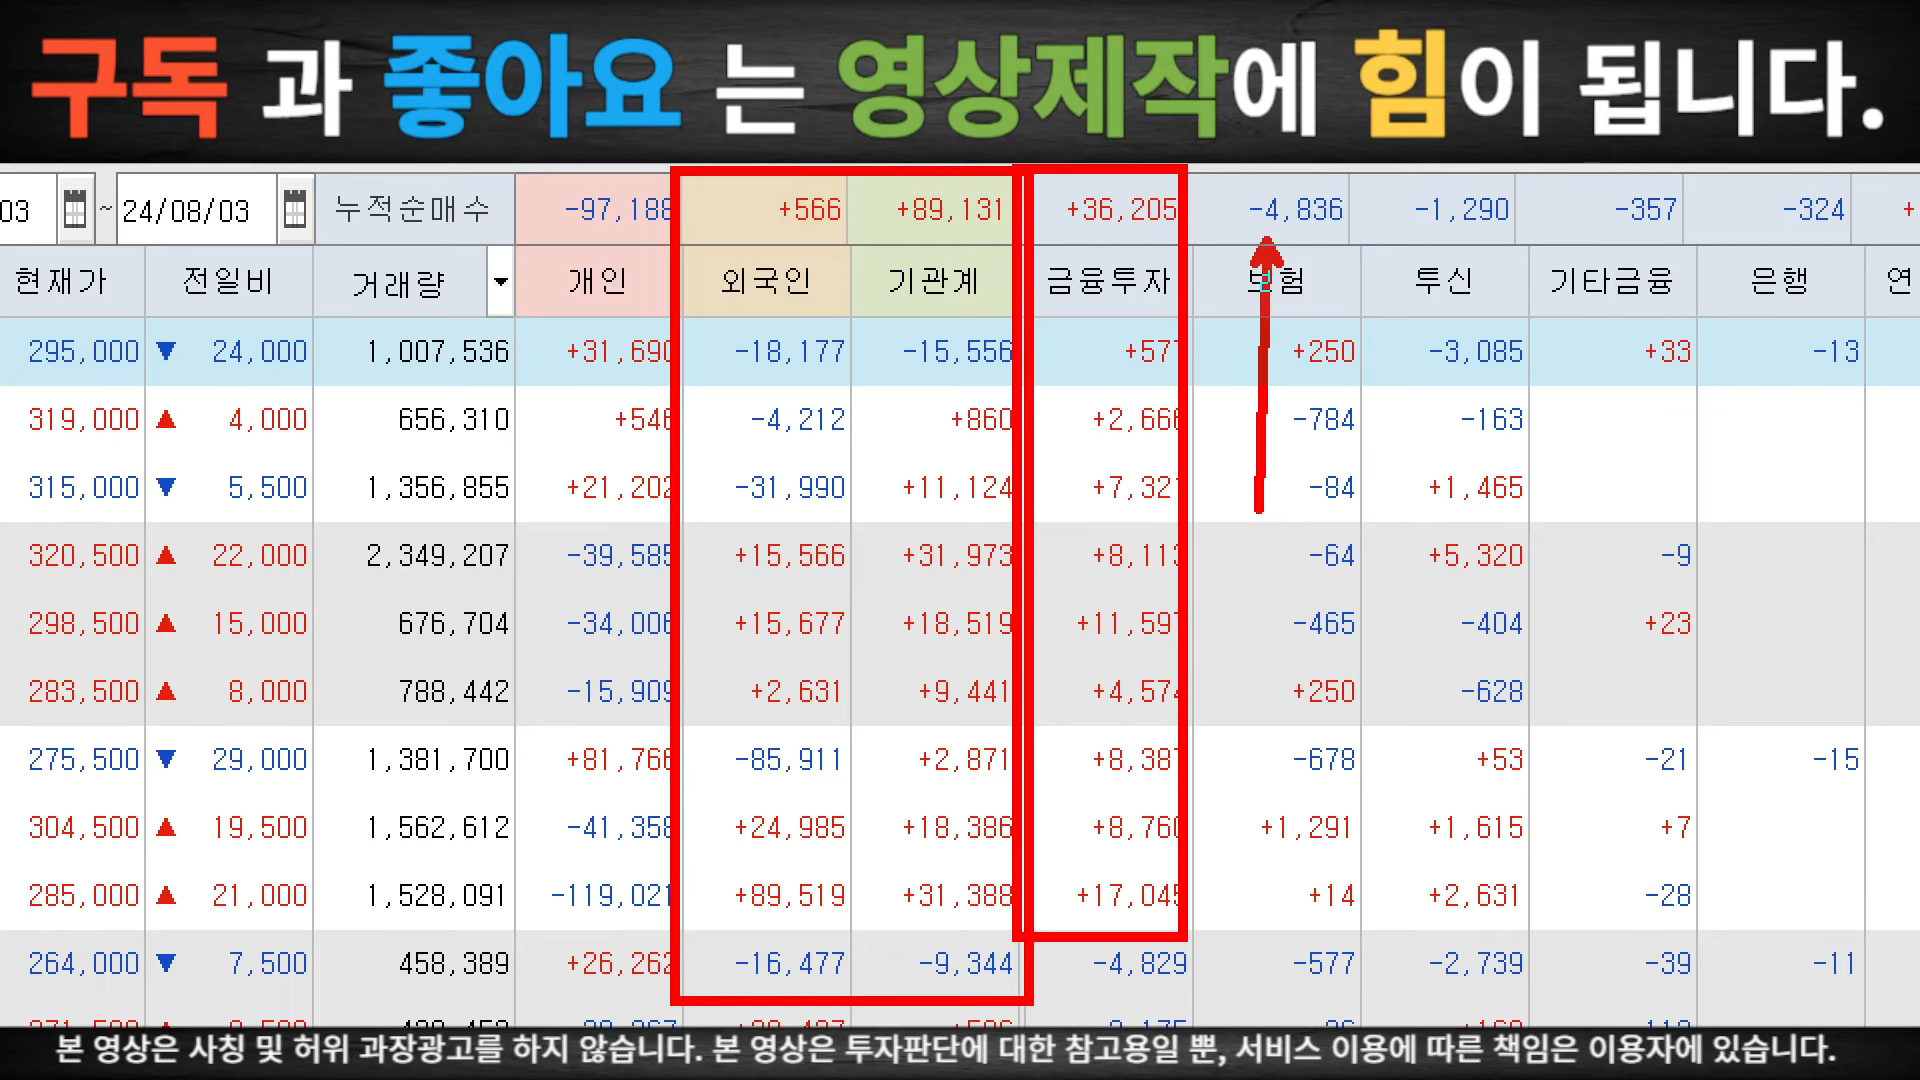 구독 과 좋아요 는 영상제작에 힘이 됩니다.
03 ~ 24/08/03 누적순매수 -97,188 +566 +89,131 +36,205 -4,836 -1,290 -357 -324 +
현재가 전일비 거래량 개인 외국인 기관계 금융투자 보험 투신 기타금융 은행 연
295,000 ▼ 24,000 1,007,536 +31,690 -18,177 -15,556 +577 +250 -3,085 +33 -13
319,000 ▲ 4,000 656,310 +546 -4,212 +860 +2,666 -784 -163
315,000 ▼ 5,500 1,356,855 +21,202 -31,990 +11,124 +7,321 -84 +1,465
320,500 ▲ 22,000 2,349,207 -39,585 +15,566 +31,973 +8,113 -64 +5,320 -9
298,500 ▲ 15,000 676,704 -34,006 +15,677 +18,519 +11,597 -465 -404 +23
283,500 ▲ 8,000 788,442 -15,909 +2,631 +9,441 +4,574 +250 -628
275,500 ▼ 29,000 1,381,700 +81,766 -85,911 +2,871 +8,387 -678 +53 -21 -15
304,500 ▲ 19,500 1,562,612 -41,358 +24,985 +18,386 +8,760 +1,291 +1,615 +7
285,000 ▲ 21,000 1,528,091 -119,021 +89,519 +31,388 +17,045 +14 +2,631 -28
264,000 ▼ 7,500 458,389 +26,262 -16,477 -9,344 -4,829 -577 -2,739 -39 -11
본 영상은 사칭 및 허위 과장광고를 하지 않습니다. 본 영상은 투자판단에 대한 참고용일 뿐, 서비스 이용에 따른 책임은 이용자에 있습니다.